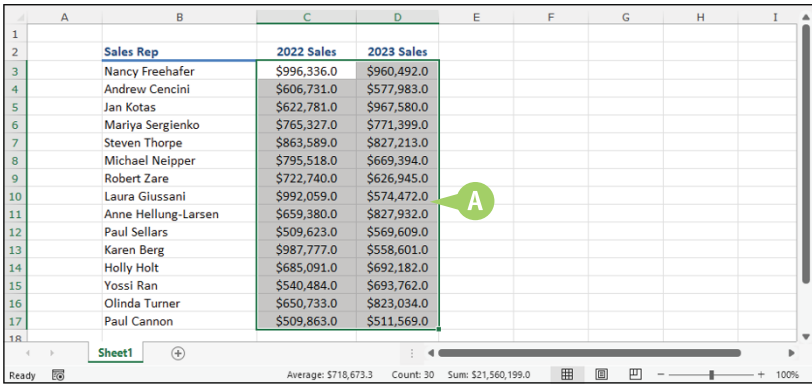 A B C D E F G H I
1
2 Sales Rep 2022 Sales 2023 Sales
3 Nancy Freehafer $996,336.0 $960,492.0
4 Andrew Cencini $606,731.0 $577,983.0
5 Jan Kotas $622,781.0 $967,580.0
6 Mariya Sergienko $765,327.0 $771,399.0
7 Steven Thorpe $863,589.0 $827,213.0
8 Michael Neipper $795,518.0 $669,394.0
9 Robert Zare $722,740.0 $626,945.0
10 Laura Giussani $992,059.0 $574,472.0 A
11 Anne Hellung-Larsen $659,380.0 $827,932.0
12 Paul Sellars $509,623.0 $569,609.0
13 Karen Berg $987,777.0 $558,601.0
14 Holly Holt $685,091.0 $692,182.0
15 Yossi Ran $540,484.0 $693,762.0
16 Olinda Turner $650,733.0 $823,034.0
17 Paul Cannon $509,863.0 $511,569.0
18
Sheet1
Ready Average: $718,673.3 Count: 30 Sum: $21,560,199.0 100%